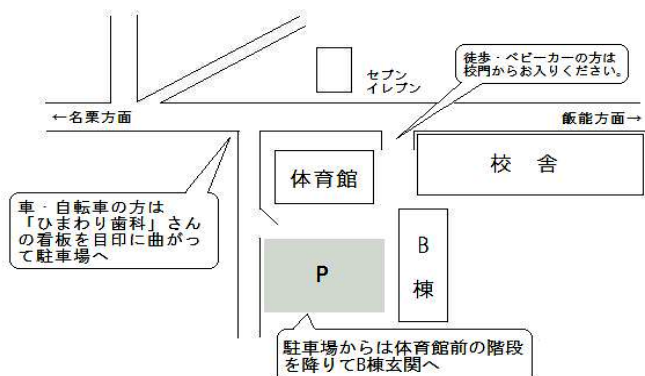 徒歩・ベビーカーの方は
校門からお入りください。
セブン
イレブン
←名栗方面
飯能方面→
体育館
校　舎
車・自転車の方は
「ひまわり歯科」さん
の看板を目印に曲がっ
て駐車場へ
P
B
棟
駐車場からは体育館前の階段
を降りてB棟玄関へ